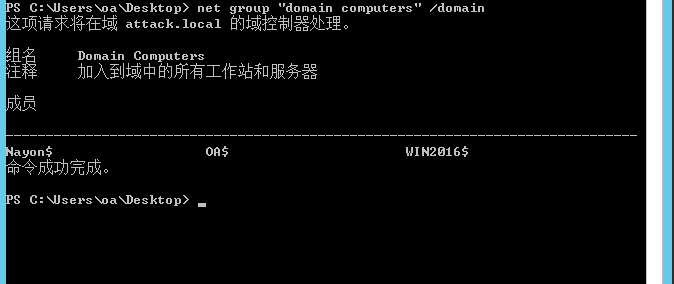 PS C:\Users\oa\Desktop> net group "domain computers" /domain
这项请求将在域 attack.local 的域控制器处理。
组名     Domain Computers
注释     加入到域中的所有工作站和服务器
成员
-------------------------------------------------------------------------------
Nayon$                   OA$                      WIN2016$
命令成功完成。
PS C:\Users\oa\Desktop> _